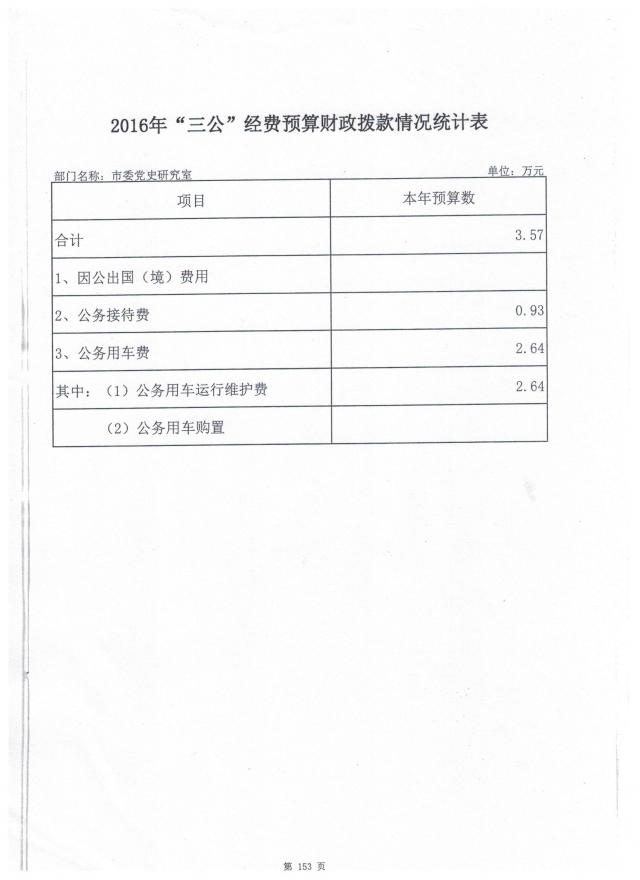 2016年“三公”经费预算财政拨款情况统计表
部门名称：市委党史研究室 单位：万元
项目 本年预算数
合计 3.57
1、因公出国（境）费用
2、公务接待费 0.93
3、公务用车费 2.64
其中：（1）公务用车运行维护费 2.64
（2）公务用车购置
第 153 页